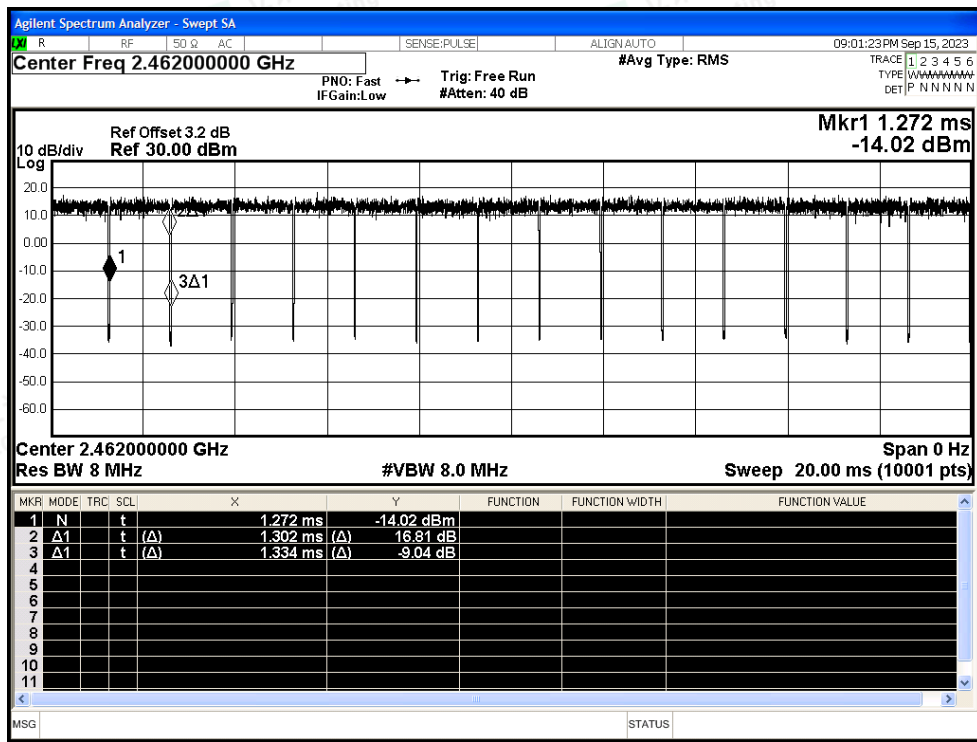 Agilent Spectrum Analyzer - Swept SA
LXI R RF 50 Ω AC SENSE:PULSE ALIGN AUTO 09:01:23 PM Sep 15, 2023
Center Freq 2.462000000 GHz #Avg Type: RMS TRACE 1 2 3 4 5 6
PNO: Fast Trig: Free Run TYPE WWWWWW
IFGain:Low #Atten: 40 dB DET P N N N N N
Mkr1 1.272 ms
Ref Offset 3.2 dB
10 dB/div Ref 30.00 dBm -14.02 dBm
Log
20.0
10.0
0.00
1
-10.0
3Δ1
-20.0
-30.0
-40.0
-50.0
-60.0
Center 2.462000000 GHz Span 0 Hz
Res BW 8 MHz #VBW 8.0 MHz Sweep 20.00 ms (10001 pts)
MKR MODE TRC SCL X Y FUNCTION FUNCTION WIDTH FUNCTION VALUE
1 N t 1.272 ms -14.02 dBm
2 Δ1 t (Δ) 1.302 ms (Δ) 16.81 dB
3 Δ1 t (Δ) 1.334 ms (Δ) -9.04 dB
4
5
6
7
8
9
10
11
MSG STATUS